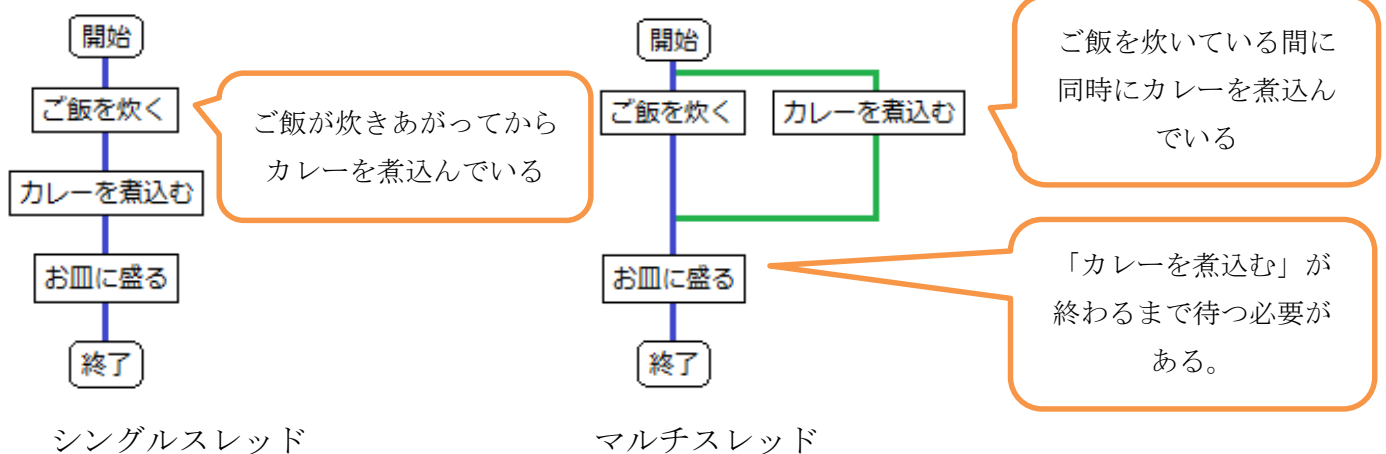 開始
ご飯を炊く
カレーを煮込む
お皿に盛る
終了
シングルスレッド
ご飯が炊きあがってから
カレーを煮込んでいる
開始
ご飯を炊く
カレーを煮込む
お皿に盛る
終了
マルチスレッド
ご飯を炊いている間に
同時にカレーを煮込ん
でいる
「カレーを煮込む」が
終わるまで待つ必要が
ある。